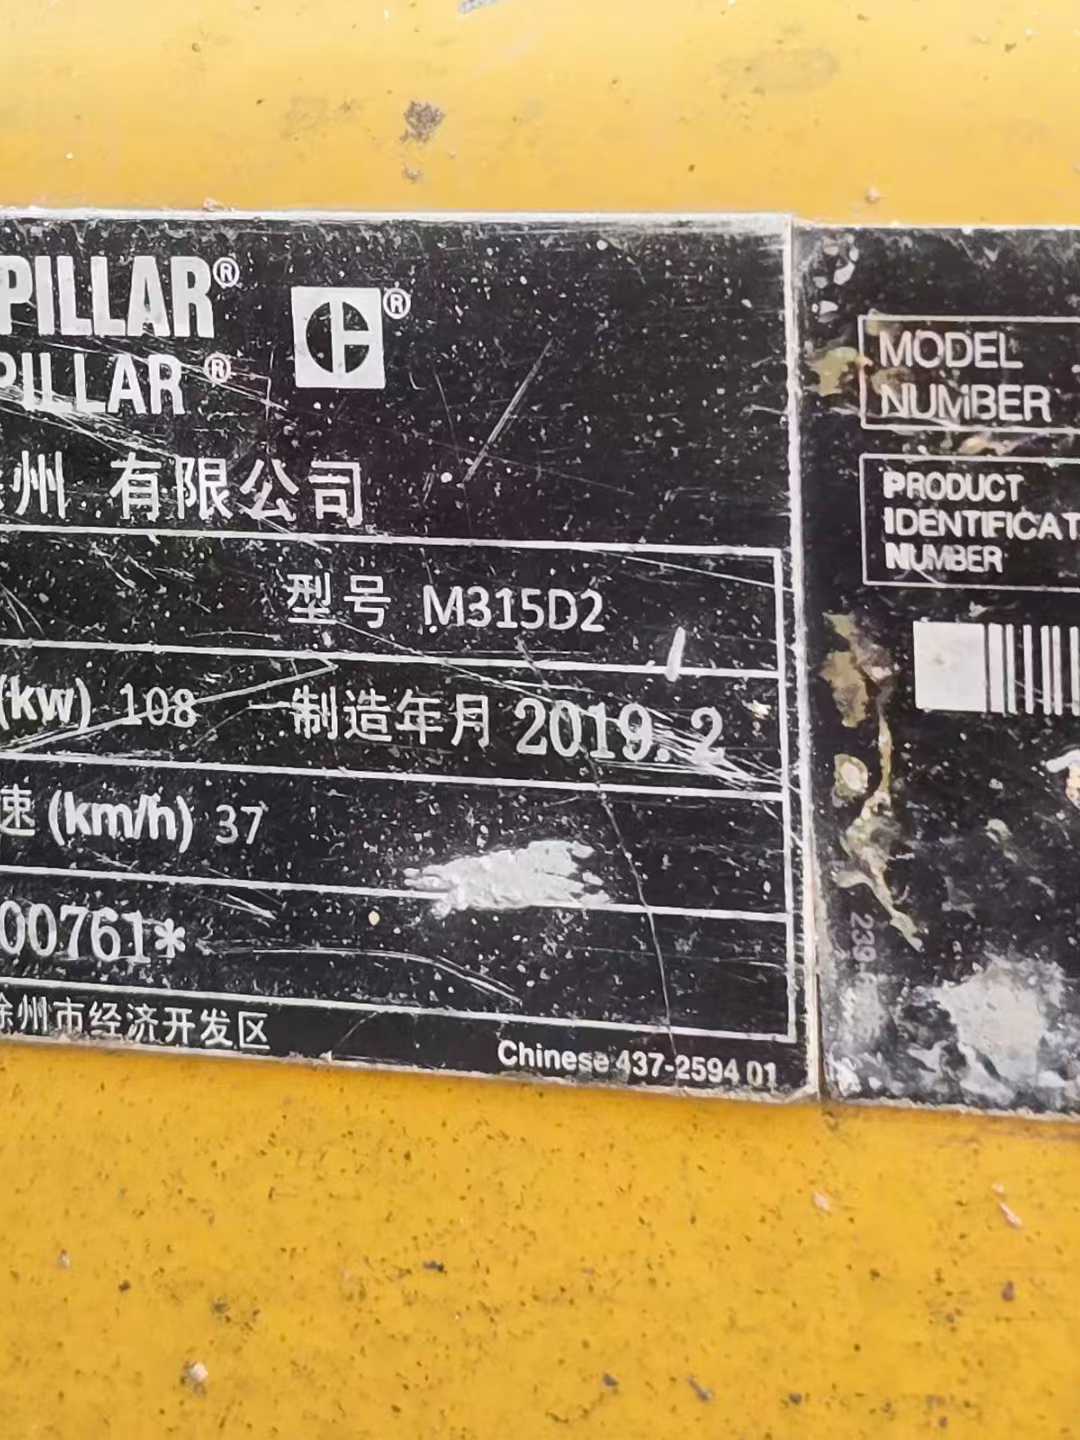 PILLAR®
PILLAR®
徐州 有限公司
型号 M315D2
(kw) 108 制造年月 2019.2
速 (km/h) 37
00761*
徐州市经济开发区
Chinese 437-2594 01
MODEL
NUMBER
PRODUCT
IDENTIFICAT
NUMBER
239-